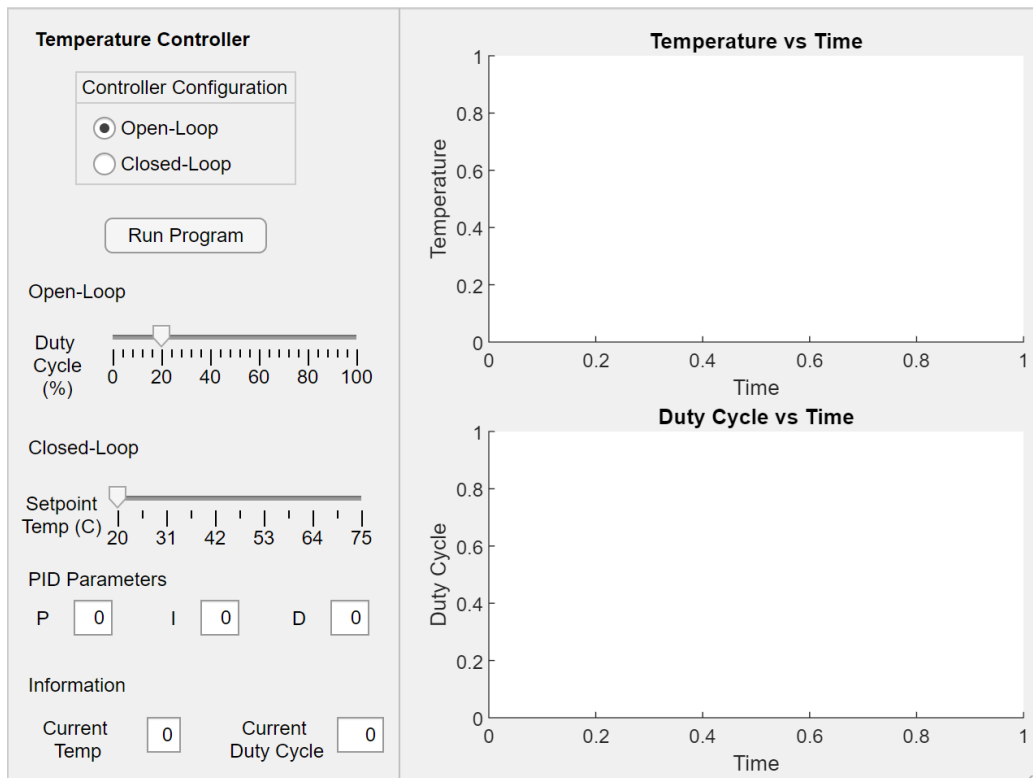 Temperature Controller
Controller Configuration
Open-Loop
Closed-Loop
Run Program
Open-Loop
Duty
Cycle
(%)
0 20 40 60 80 100
Closed-Loop
Setpoint
Temp (C)
20 31 42 53 64 75
PID Parameters
P 0 I 0 D 0
Information
Current
Temp
0
Current
Duty Cycle
0
Temperature vs Time
Temperature
1
0.8
0.6
0.4
0.2
0
0 0.2 0.4 0.6 0.8 1
Time
Duty Cycle vs Time
Duty Cycle
1
0.8
0.6
0.4
0.2
0
0 0.2 0.4 0.6 0.8 1
Time